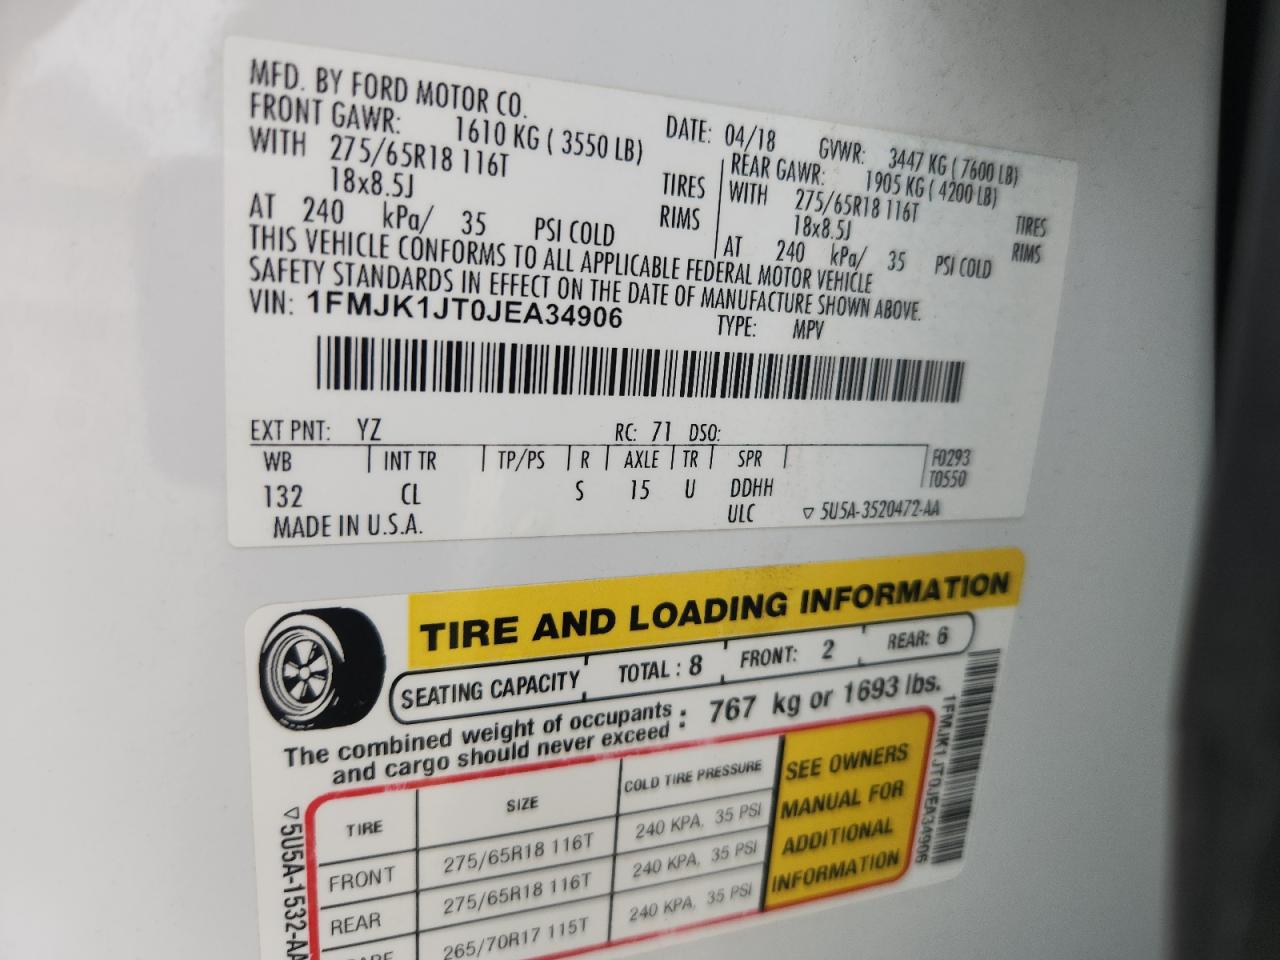 MFD. BY FORD MOTOR CO.
DATE: 04/18 GVWR: 3447 KG ( 7600 LB)
FRONT GAWR: 1610 KG ( 3550 LB)
WITH 275/65R18 116T TIRES
18x8.5J RIMS
AT 240 kPa/ 35 PSI COLD
REAR GAWR: 1905 KG ( 4200 LB)
WITH 275/65R18 116T TIRES
18x8.5J RIMS
AT 240 kPa/ 35 PSI COLD
THIS VEHICLE CONFORMS TO ALL APPLICABLE FEDERAL MOTOR VEHICLE
SAFETY STANDARDS IN EFFECT ON THE DATE OF MANUFACTURE SHOWN ABOVE.
VIN: 1FMJK1JT0JEA34906 TYPE: MPV
EXT PNT: YZ RC: 71 DSO:
WB INT TR TP/PS R AXLE TR SPR F0293
T0550
132 CL S 15 U DDHH
ULC ▽ 5U5A-3520472-AA
MADE IN U.S.A.
TIRE AND LOADING INFORMATION
SEATING CAPACITY TOTAL : 8 FRONT: 2 REAR: 6
The combined weight of occupants
and cargo should never exceed : 767 kg or 1693 lbs.
TIRE SIZE COLD TIRE PRESSURE
FRONT 275/65R18 116T 240 KPA, 35 PSI
REAR 275/65R18 116T 240 KPA, 35 PSI
265/70R17 115T 240 KPA, 35 PSI
SEE OWNERS
MANUAL FOR
ADDITIONAL
INFORMATION
1FMJK1JT0JEA34906
▽5U5A-1532-AA